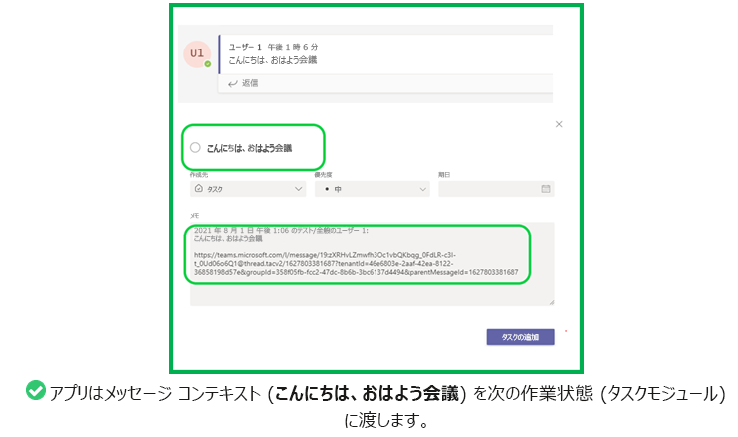 U1
ユーザー 1 午後 1 時 6 分
こんにちは、おはよう会議
返信
こんにちは、おはよう会議
作成先
優先度
期日
タスク
中
メモ
2021 年 8 月 1 日 午後 1:06 のテスト/全般のユーザー 1:
こんにちは、おはよう会議
https://teams.microsoft.com/l/message/19:zXRHvLZmwfhJOc1vbQKbqg_0FdLR-c3I-
t_0Ud06o6Q1@thread.tacv2/1627803381687?tenantId=46e6803e-2aaf-42ea-8122-
36858198d57e&groupId=358f05fb-fcc2-47dc-8b6b-3bc6137d4494&parentMessageId=1627803381687
タスクの追加
アプリはメッセージ コンテキスト (こんにちは、おはよう会議) を次の作業状態 (タスクモジュール)
に渡します。